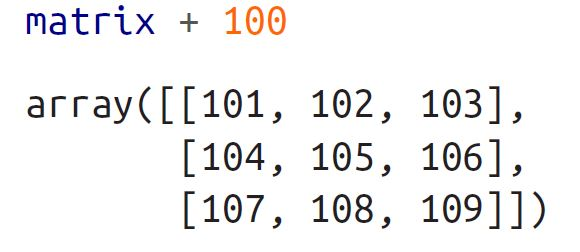 matrix + 100
array([[101, 102, 103],
       [104, 105, 106],
       [107, 108, 109]])